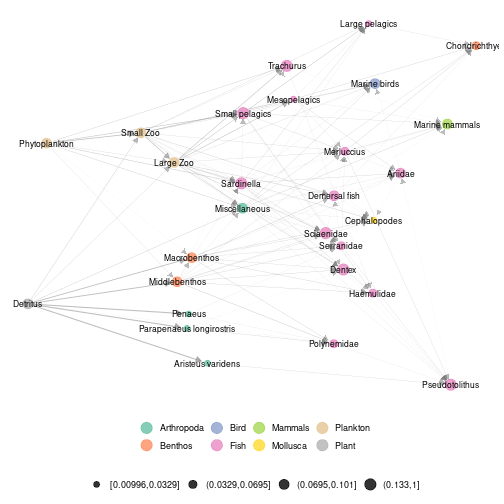 Large pelagics
Chondrichthye
Trachurus
Marine birds
Mesopelagics
Small pelagics
Marine mammals
Small Zoo
Phytoplankton
Merluccius
Large Zoo
Ariidae
Sardinella
Demersal fish
Miscellaneous
Cephalopodes
Sciaenidae
Serranidae
Macrobenthos
Dentex
Middlebenthos
Haemulidae
Detritus
Penaeus
Parapenaeus longirostris
Polynemidae
Aristeus varidens
Pseudotolithus
Arthropoda Bird Mammals Plankton
Benthos Fish Mollusca Plant
[0.00996,0.0329] (0.0329,0.0695] (0.0695,0.101] (0.133,1]